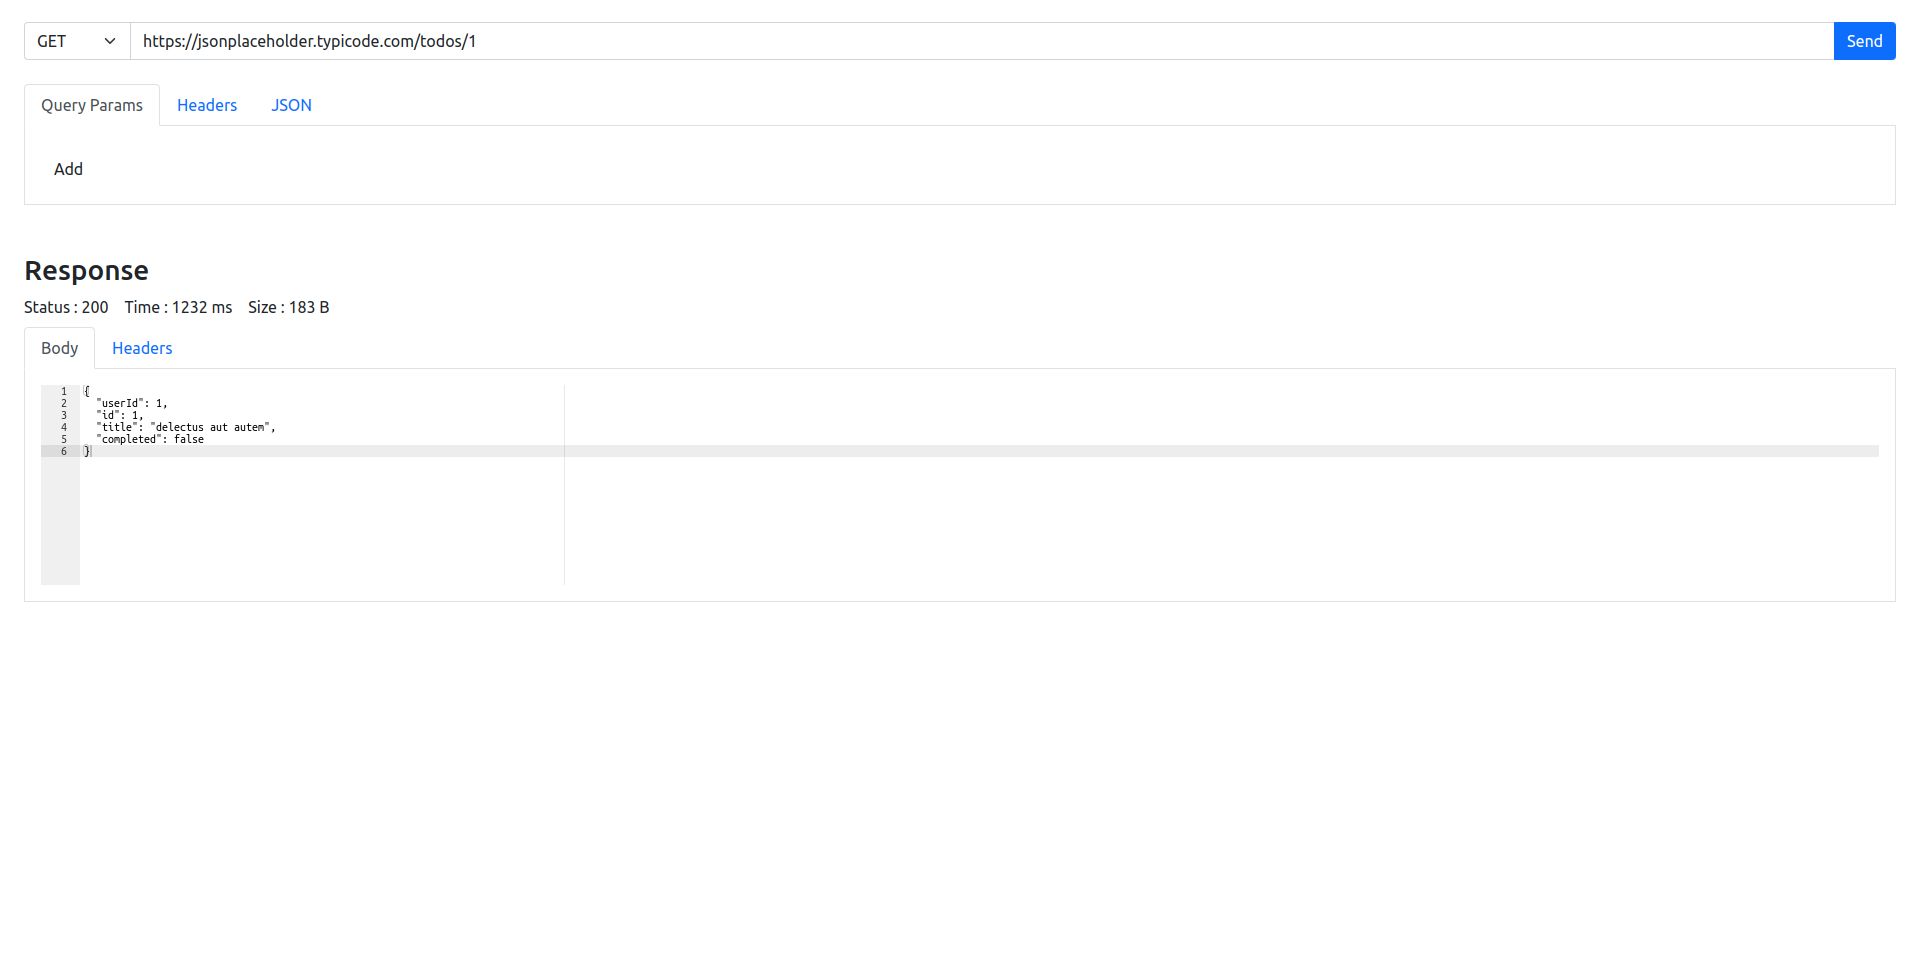 GET https://jsonplaceholder.typicode.com/todos/1 Send
Query Params Headers JSON
Add
Response
Status : 200 Time : 1232 ms Size : 183 B
Body Headers
1 {
2 "userId": 1,
3 "id": 1,
4 "title": "delectus aut autem",
5 "completed": false
6 }